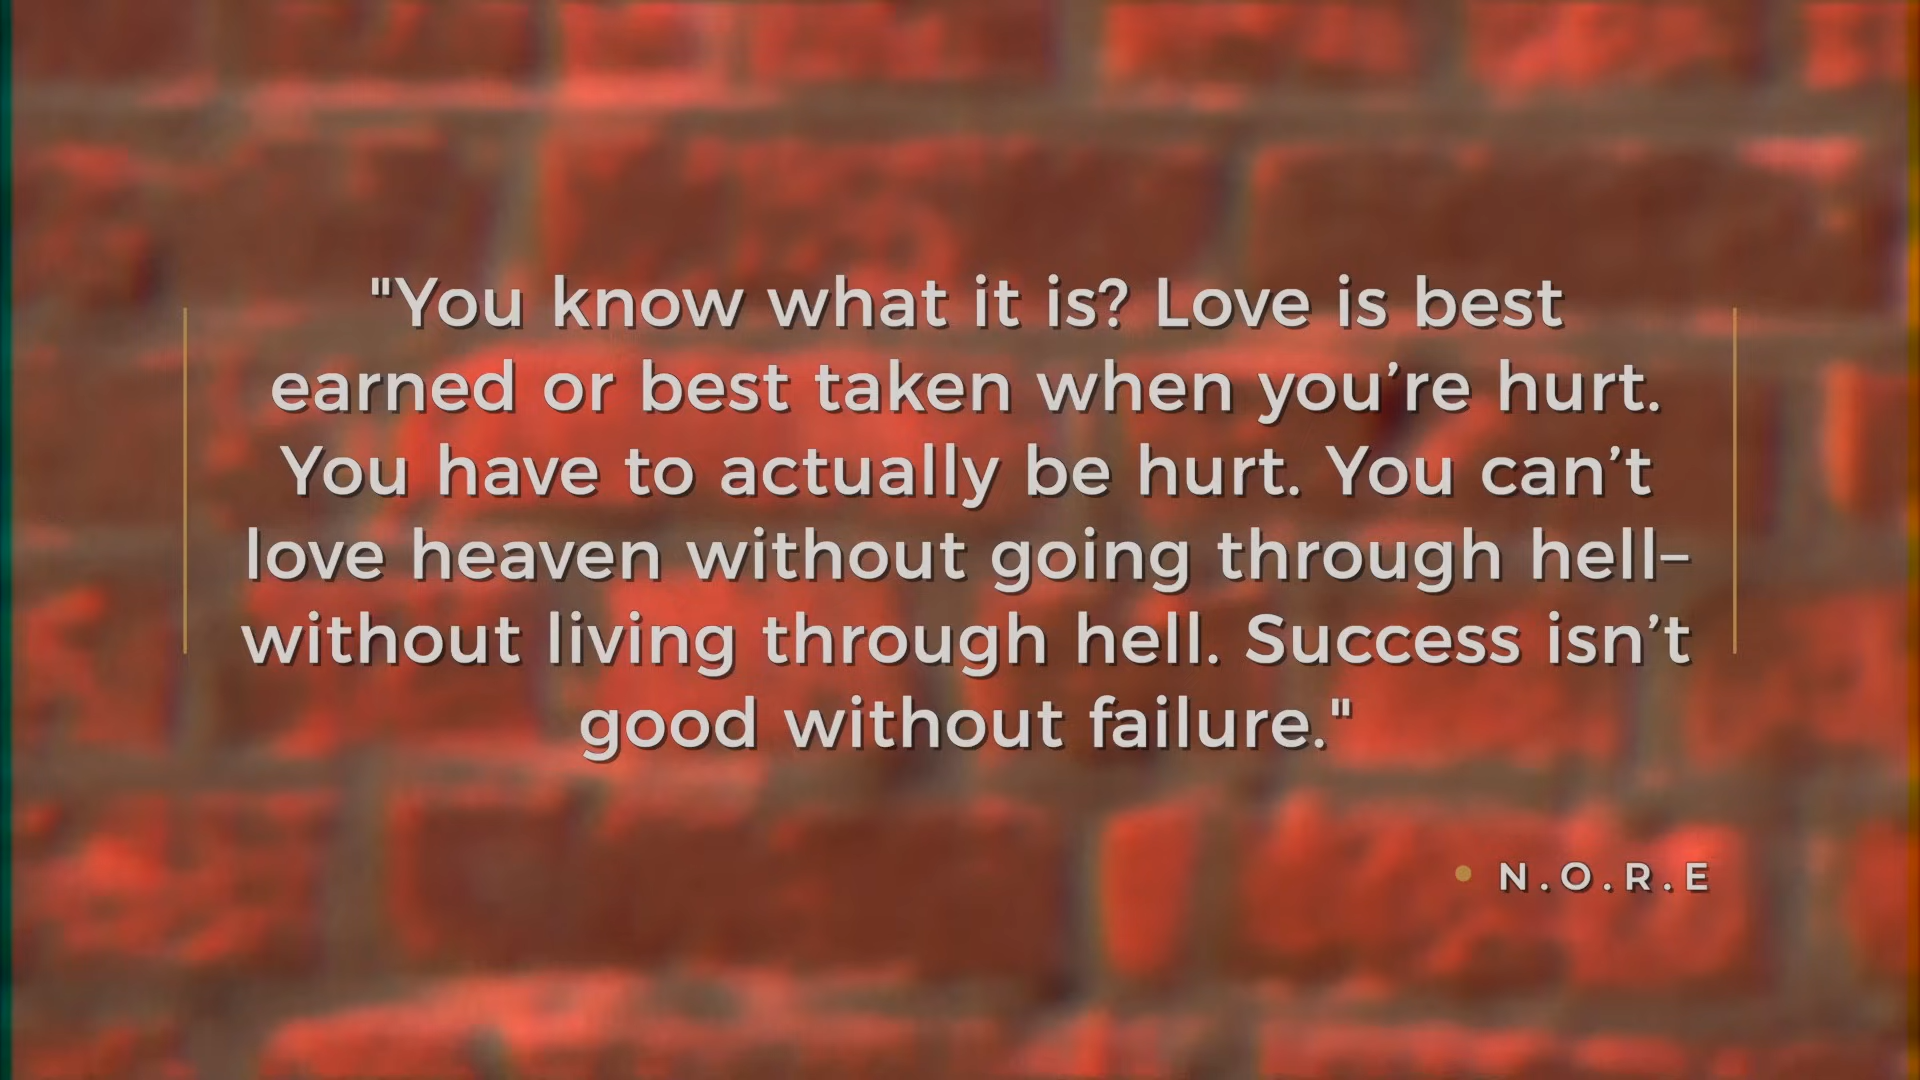 "You know what it is? Love is best
earned or best taken when you’re hurt.
You have to actually be hurt. You can’t
love heaven without going through hell–
without living through hell. Success isn’t
good without failure."
N.O.R.E